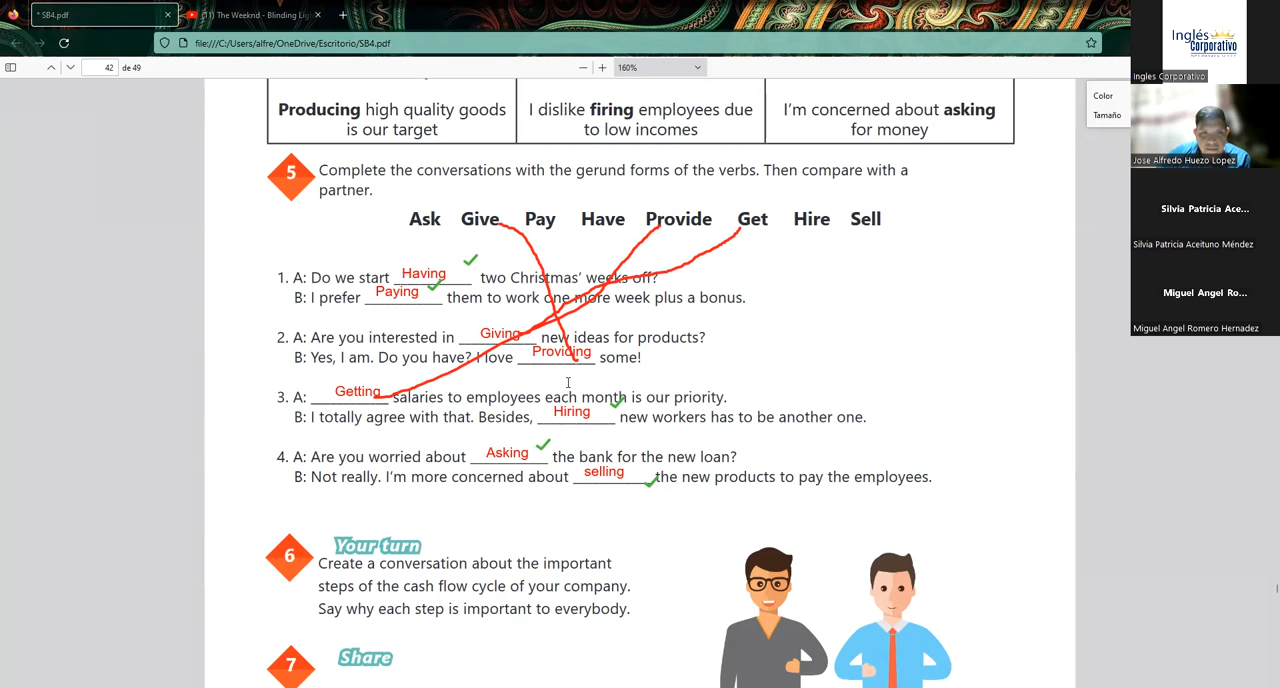 * SB4.pdf
(1) The Weeknd - Blinding Lig
file:///C:/Users/alfre/OneDrive/Escritorio/SB4.pdf
42 de 49
160%
Color
Tamaño
Inglés
Corporativo
Ingles Corporativo
Jose Alfredo Huezo Lopez
Silvia Patricia Ace...
Silvia Patricia Aceituno Méndez
Miguel Angel Ro...
Miguel Angel Romero Hernadez
Producing high quality goods
is our target
I dislike firing employees due
to low incomes
I'm concerned about asking
for money
5 Complete the conversations with the gerund forms of the verbs. Then compare with a
partner.
Ask Give Pay Have Provide Get Hire Sell
1. A: Do we start Having two Christmas' weeks off?
B: I prefer Paying them to work one more week plus a bonus.
2. A: Are you interested in Giving new ideas for products?
B: Yes, I am. Do you have? I love Providing some!
3. A: Getting salaries to employees each month is our priority.
B: I totally agree with that. Besides, Hiring new workers has to be another one.
4. A: Are you worried about Asking the bank for the new loan?
B: Not really. I'm more concerned about selling the new products to pay the employees.
6 Your turn
Create a conversation about the important
steps of the cash flow cycle of your company.
Say why each step is important to everybody.
7 Share